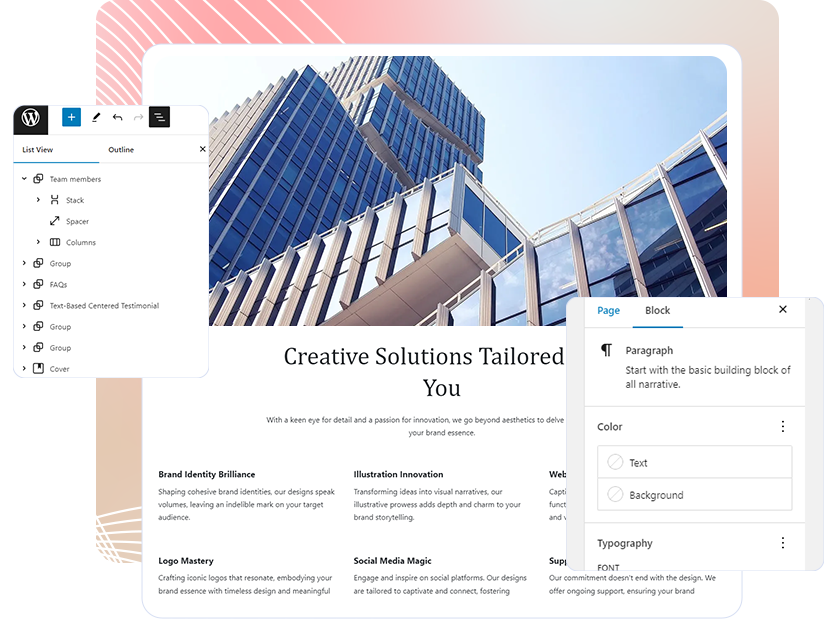 List View
Outline
Team members
Stack
Spacer
Columns
Group
FAQs
Text-Based Centered Testimonial
Group
Group
Cover
Creative Solutions Tailored
You
With a keen eye for detail and a passion for innovation, we go beyond aesthetics to delve
your brand essence.
Brand Identity Brilliance
Shaping cohesive brand identities, our designs speak
volumes, leaving an indelible mark on your target
audience.
Illustration Innovation
Transforming ideas into visual narratives, our
illustrative prowess adds depth and charm to your
brand storytelling.
Web
Capti
funct
and v
Logo Mastery
Crafting iconic logos that resonate, embodying your
brand essence with timeless design and meaningful
Social Media Magic
Engage and inspire on social platforms. Our designs
are tailored to captivate and connect, fostering
Supp
Our commitment doesn't end with the design. We
offer ongoing support, ensuring your brand
Page
Block
Paragraph
Start with the basic building block of
all narrative.
Color
Text
Background
Typography
FONT